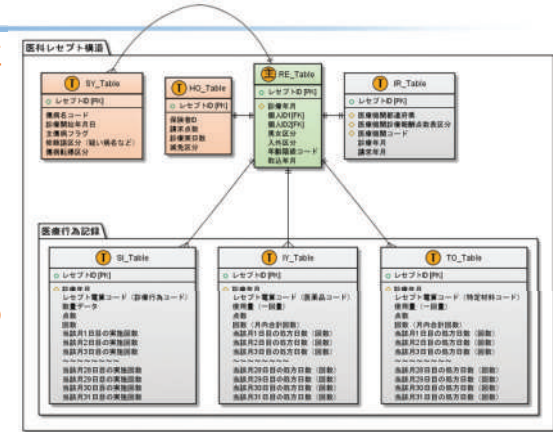 医科レセプト構造
SY_Table
レセプトID [PK]
傷病名コード
診療開始年月日
主傷病フラグ
修飾語区分（疑い病名など）
傷病転帰区分
HO_Table
レセプトID [PK]
保険者ID
請求点数
診療実日数
減免区分
RE_Table
レセプトID [PK]
診療年月
個人ID1[FK]
個人ID2[FK]
男女区分
入外区分
年齢階級コード
取込年月
IR_Table
レセプトID [PK]
医療機関都道府県
医療機関診療報酬点数表区分
医療機関コード
診療年月
請求年月
医療行為記録
SI_Table
レセプトID [PK]
診療年月
レセプト電算コード（診療行為コード）
数量データ
点数
回数
当該月1日目の実施回数
当該月2日目の実施回数
当該月3日目の実施回数
～～～～～～～～
当該月28日目の実施回数
当該月29日目の実施回数
当該月30日目の実施回数
当該月31日目の実施回数
IY_Table
レセプトID [PK]
診療年月
レセプト電算コード（医薬品コード）
使用量（一回量）
点数
回数（月内合計回数）
当該月1日目の処方日数（回数）
当該月2日目の処方日数（回数）
当該月3日目の処方日数（回数）
～～～～～～～～
当該月28日目の処方日数（回数）
当該月29日目の処方日数（回数）
当該月30日目の処方日数（回数）
当該月31日目の処方日数（回数）
TO_Table
レセプトID [PK]
診療年月
レセプト電算コード（特定材料コード）
使用量（一回量）
点数
回数（月内合計回数）
当該月1日目の処方日数（回数）
当該月2日目の処方日数（回数）
当該月3日目の処方日数（回数）
～～～～～～～～
当該月28日目の処方日数（回数）
当該月29日目の処方日数（回数）
当該月30日目の処方日数（回数）
当該月31日目の処方日数（回数）